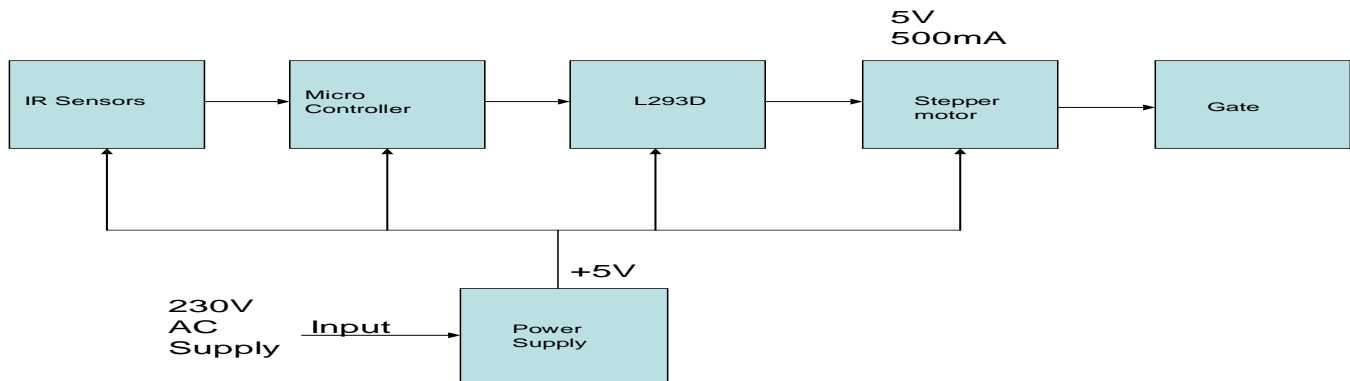 5V
500mA
IR Sensors
Micro
Controller
L293D
Stepper
motor
Gate
+5V
230V
AC
Supply
Input
Power
Supply